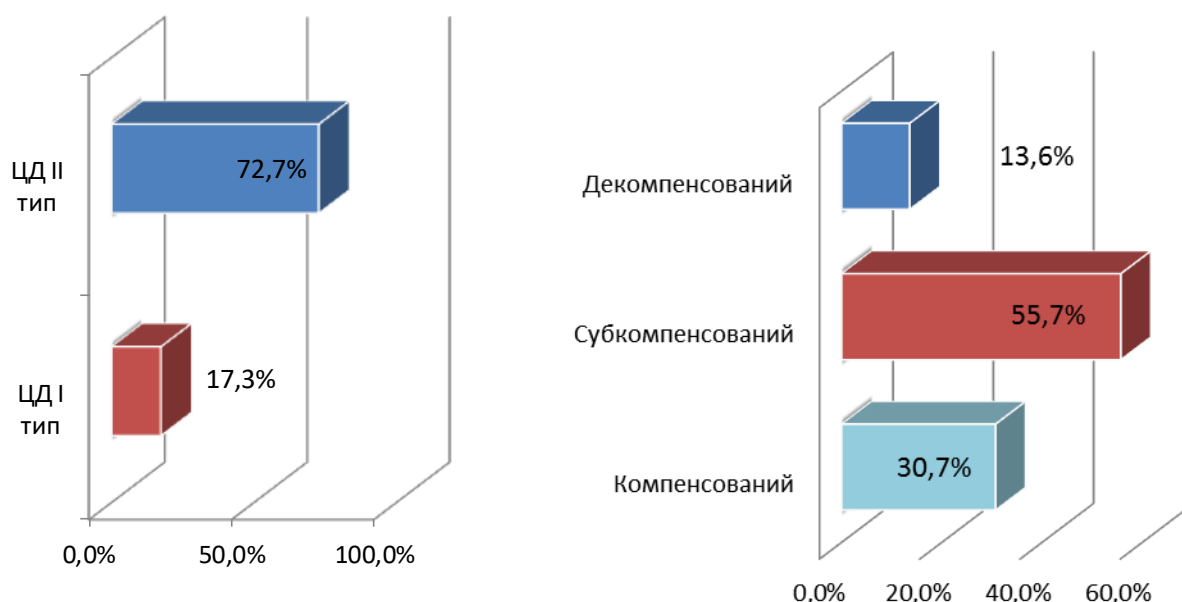 ЦД II
тип
72,7%
ЦД I
тип
17,3%
0,0%
50,0%
100,0%
Декомпенсований
13,6%
Субкомпенсований
55,7%
Компенсований
30,7%
0,0%
20,0%
40,0%
60,0%